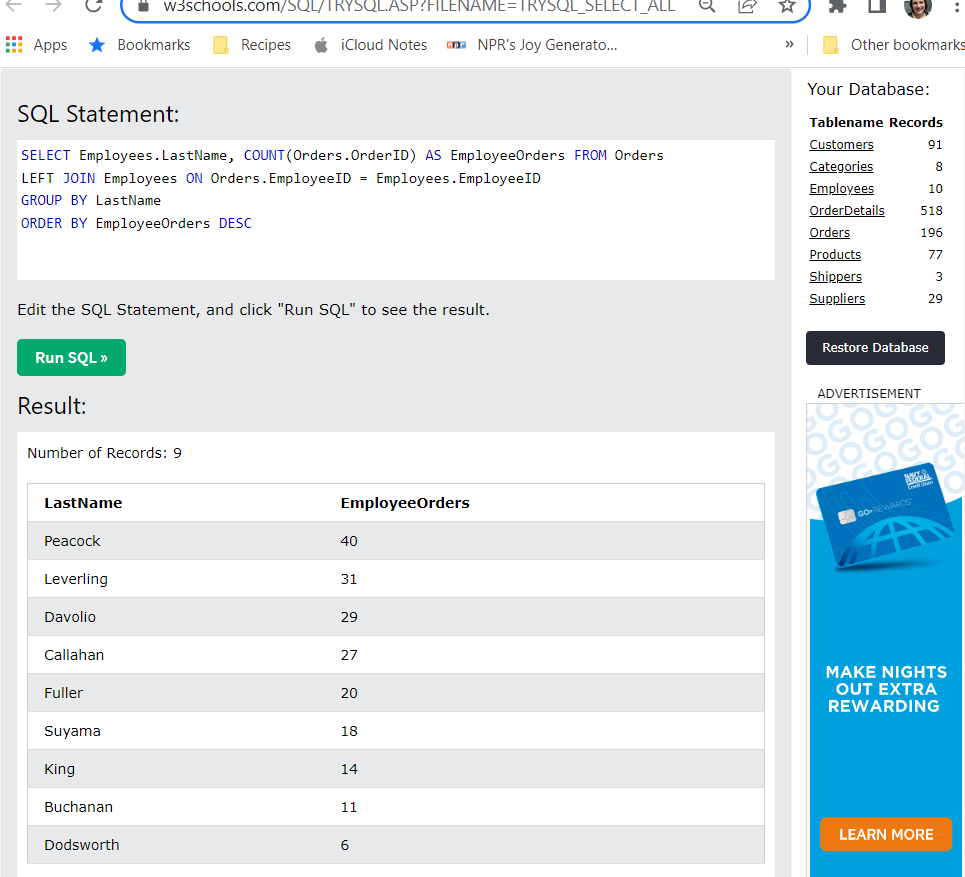 w3schools.com/SQL/TRYSQL.ASP?FILENAME=TRYSQL_SELECT_ALL
Apps Bookmarks Recipes iCloud Notes NPR's Joy Generato... » Other bookmarks
SQL Statement:
SELECT Employees.LastName, COUNT(Orders.OrderID) AS EmployeeOrders FROM Orders
LEFT JOIN Employees ON Orders.EmployeeID = Employees.EmployeeID
GROUP BY LastName
ORDER BY EmployeeOrders DESC
Edit the SQL Statement, and click "Run SQL" to see the result.
Run SQL »
Result:
Number of Records: 9
LastName EmployeeOrders
Peacock 40
Leverling 31
Davolio 29
Callahan 27
Fuller 20
Suyama 18
King 14
Buchanan 11
Dodsworth 6
Your Database:
Tablename Records
Customers 91
Categories 8
Employees 10
OrderDetails 518
Orders 196
Products 77
Shippers 3
Suppliers 29
Restore Database
ADVERTISEMENT
NAVY
FEDERAL
Credit Union
GO REWARDS
MAKE NIGHTS
OUT EXTRA
REWARDING
LEARN MORE